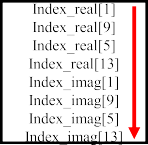 Index_real[1]
Index_real[9]
Index_real[5]
Index_real[13]
Index_imag[1]
Index_imag[9]
Index_imag[5]
Index_imag[13]